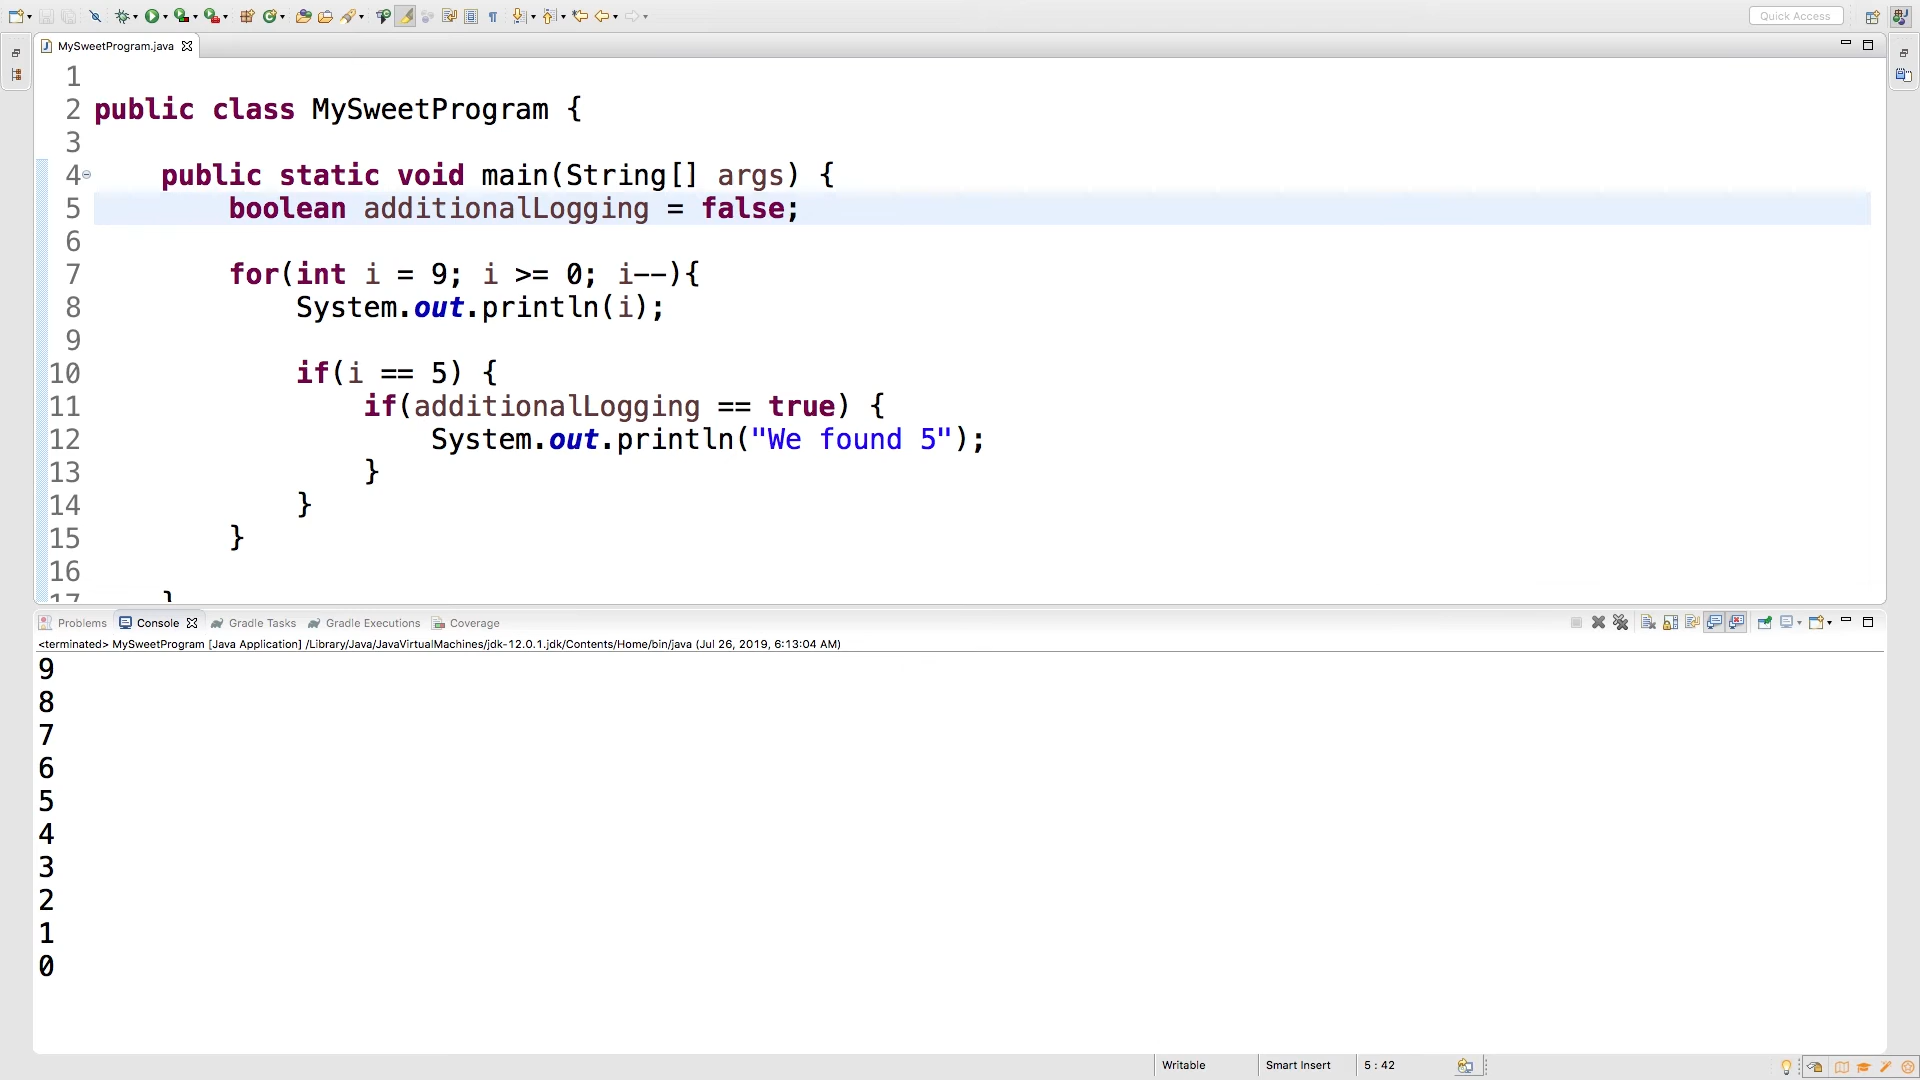 Quick Access
MySweetProgram.java
1
2 public class MySweetProgram {
3
4 public static void main(String[] args) {
5 boolean additionalLogging = false;
6
7 for(int i = 9; i >= 0; i--){
8 System.out.println(i);
9
10 if(i == 5) {
11 if(additionalLogging == true) {
12 System.out.println("We found 5");
13 }
14 }
15 }
16
17 }
Problems Console Gradle Tasks Gradle Executions Coverage
<terminated> MySweetProgram [Java Application] /Library/Java/JavaVirtualMachines/jdk-12.0.1.jdk/Contents/Home/bin/java (Jul 26, 2019, 6:13:04 AM)
9
8
7
6
5
4
3
2
1
0
Writable Smart Insert 5 : 42